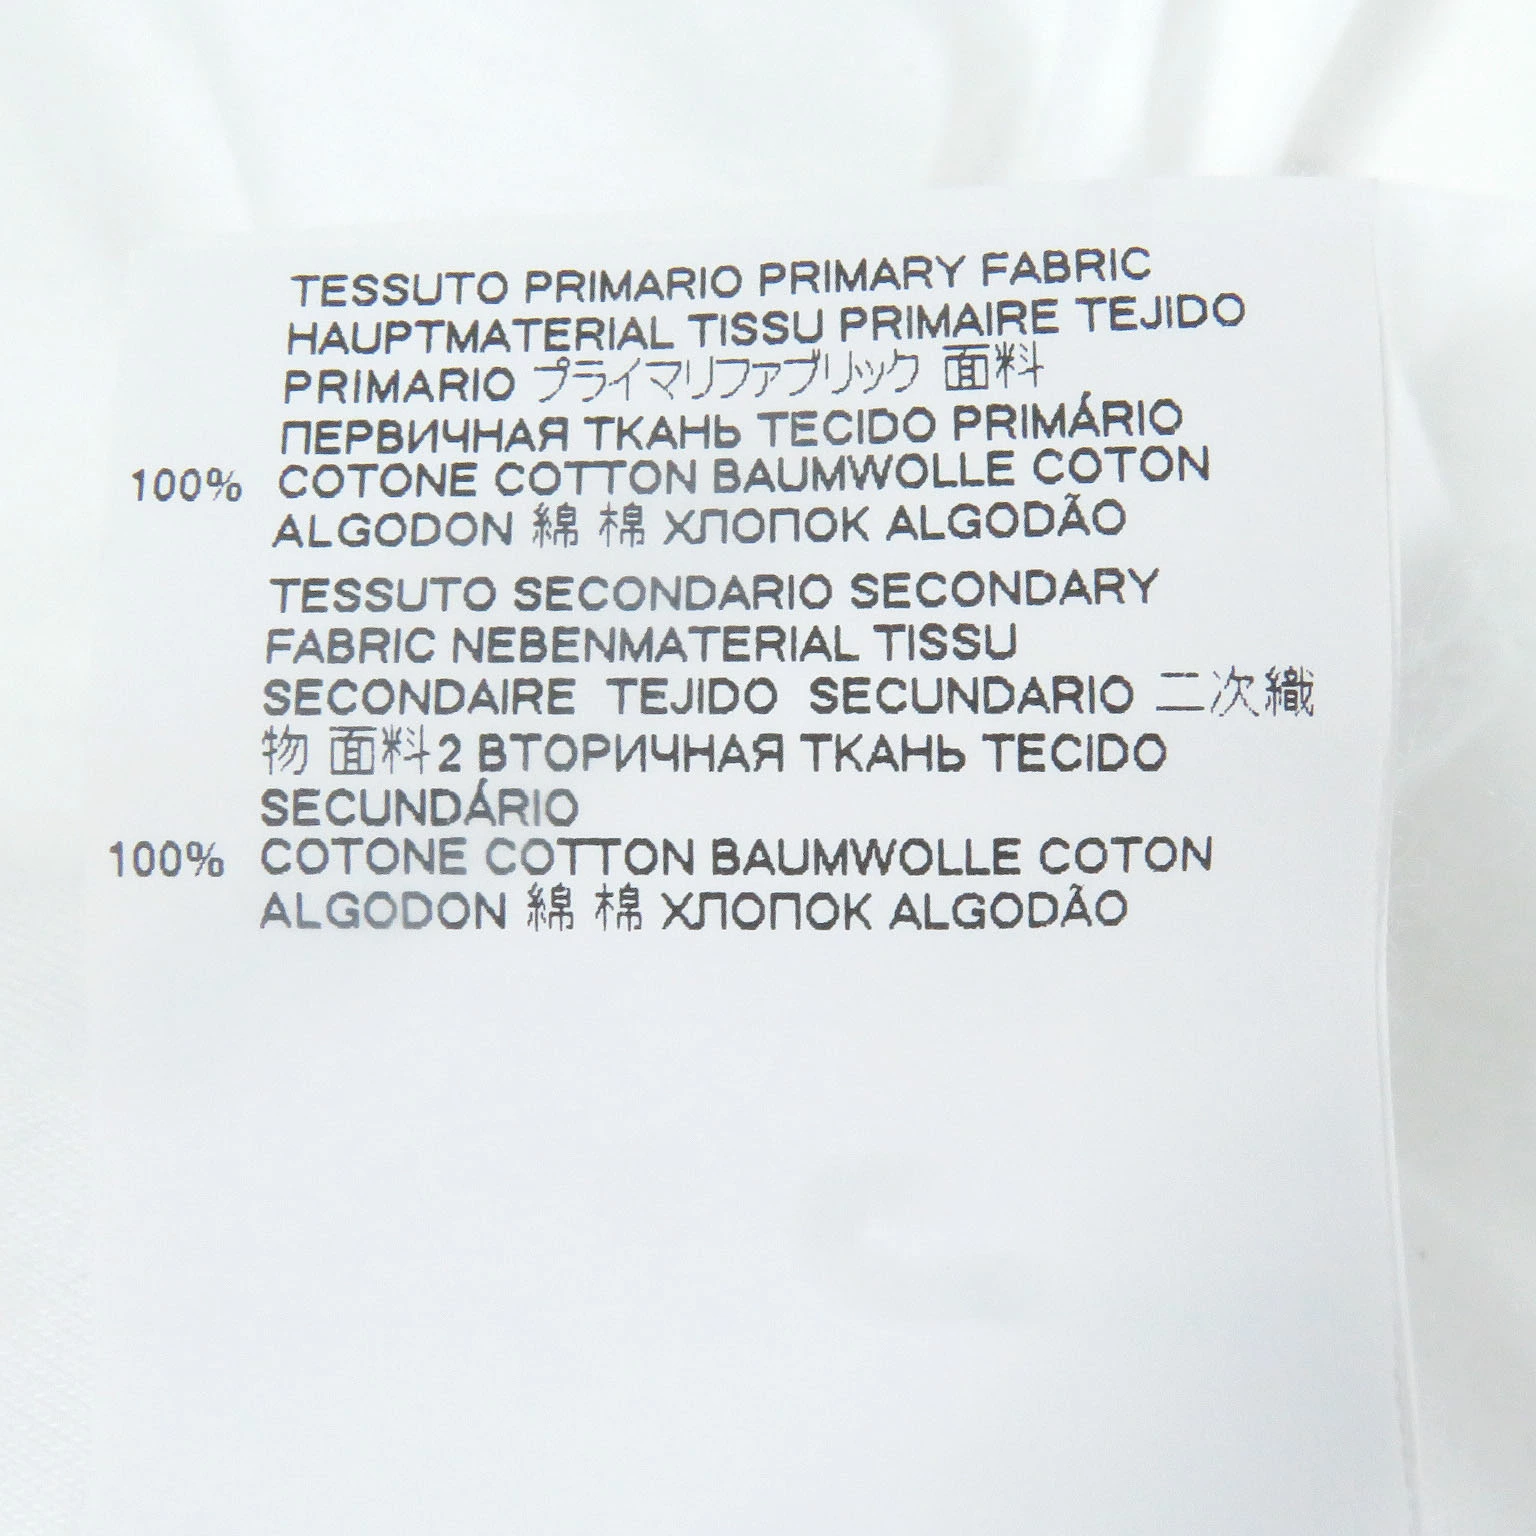 TESSUTO PRIMARIO PRIMARY FABRIC
HAUPTMATERIAL TISSU PRIMAIRE TEJIDO
PRIMARIO プライマリファブリック 面料
ПЕРВИЧНАЯ ТКАНЬ TECIDO PRIMÁRIO
100% COTONE COTTON BAUMWOLLE COTON
ALGODON 綿 棉 ХЛОПОК ALGODÃO
TESSUTO SECONDARIO SECONDARY
FABRIC NEBENMATERIAL TISSU
SECONDAIRE TEJIDO SECUNDARIO 二次織
物 面料2 ВТОРИЧНАЯ ТКАНЬ TECIDO
SECUNDÁRIO
100% COTONE COTTON BAUMWOLLE COTON
ALGODON 綿 棉 ХЛОПОК ALGODÃO